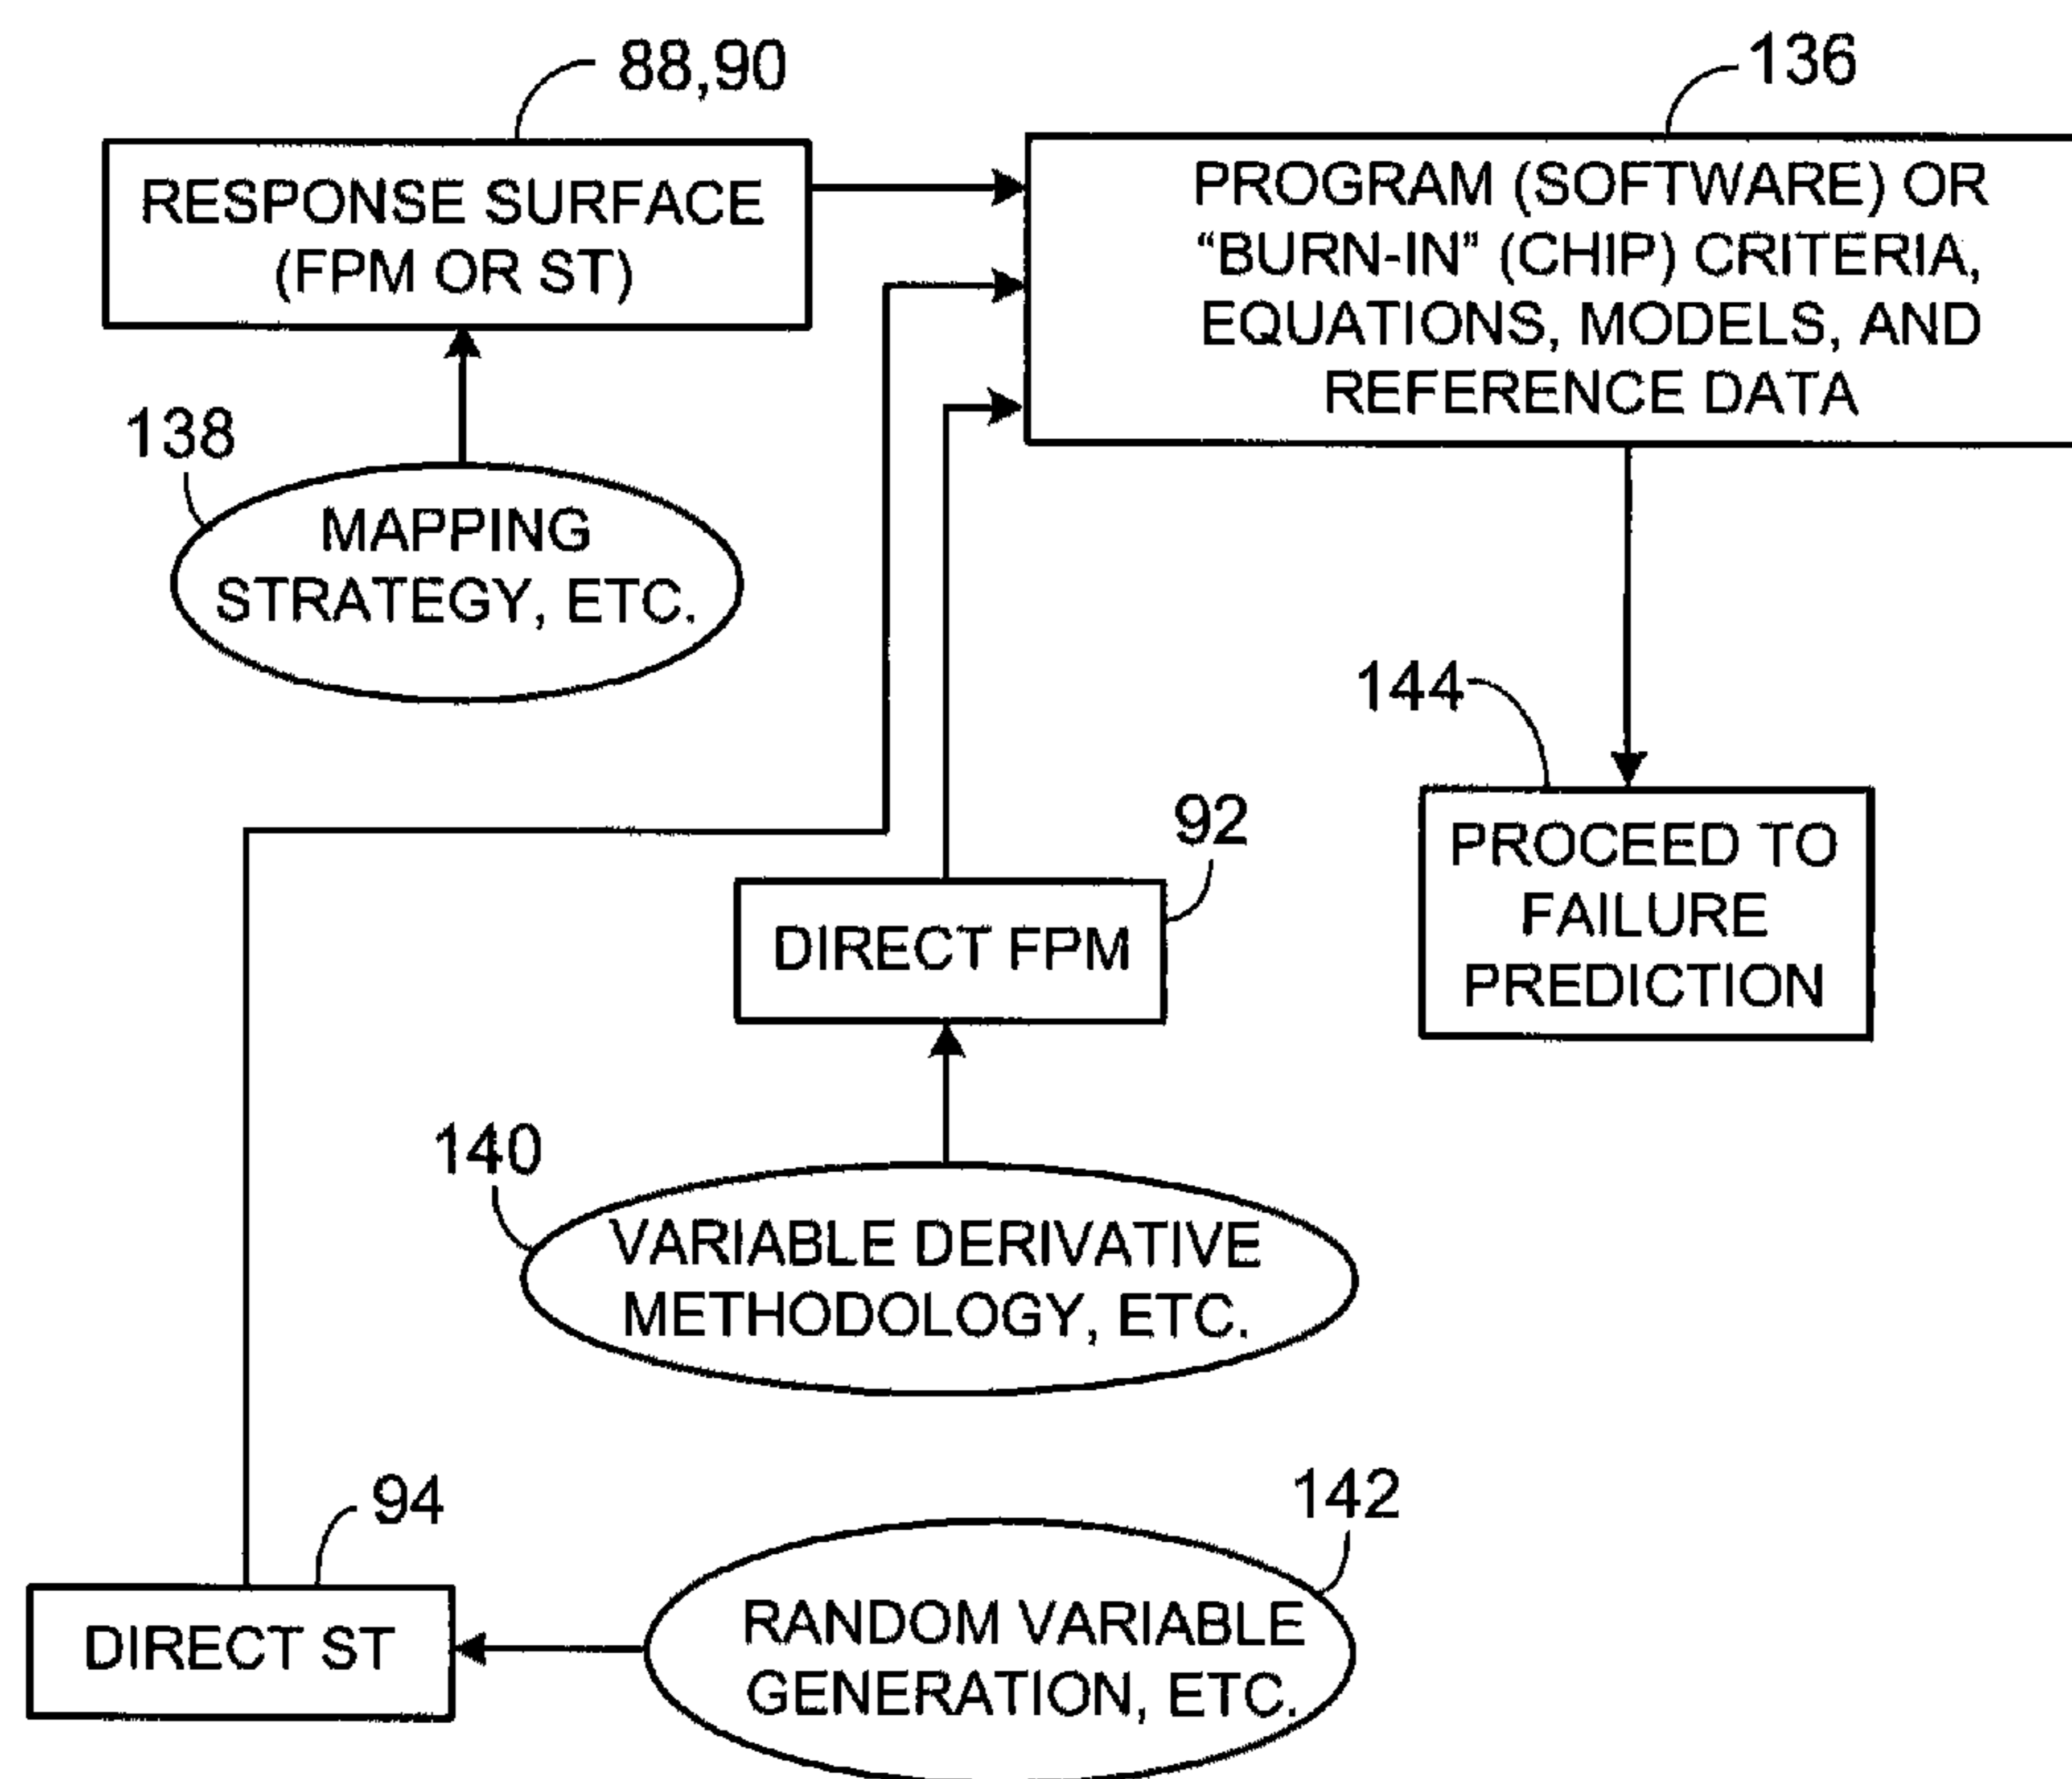 88,90
136
RESPONSE SURFACE
(FPM OR ST)
PROGRAM (SOFTWARE) OR
“BURN-IN” (CHIP) CRITERIA,
EQUATIONS, MODELS, AND
REFERENCE DATA
138
MAPPING
STRATEGY, ETC.
144
PROCEED TO
FAILURE
PREDICTION
92
DIRECT FPM
140
VARIABLE DERIVATIVE
METHODOLOGY, ETC.
94
DIRECT ST
142
RANDOM VARIABLE
GENERATION, ETC.